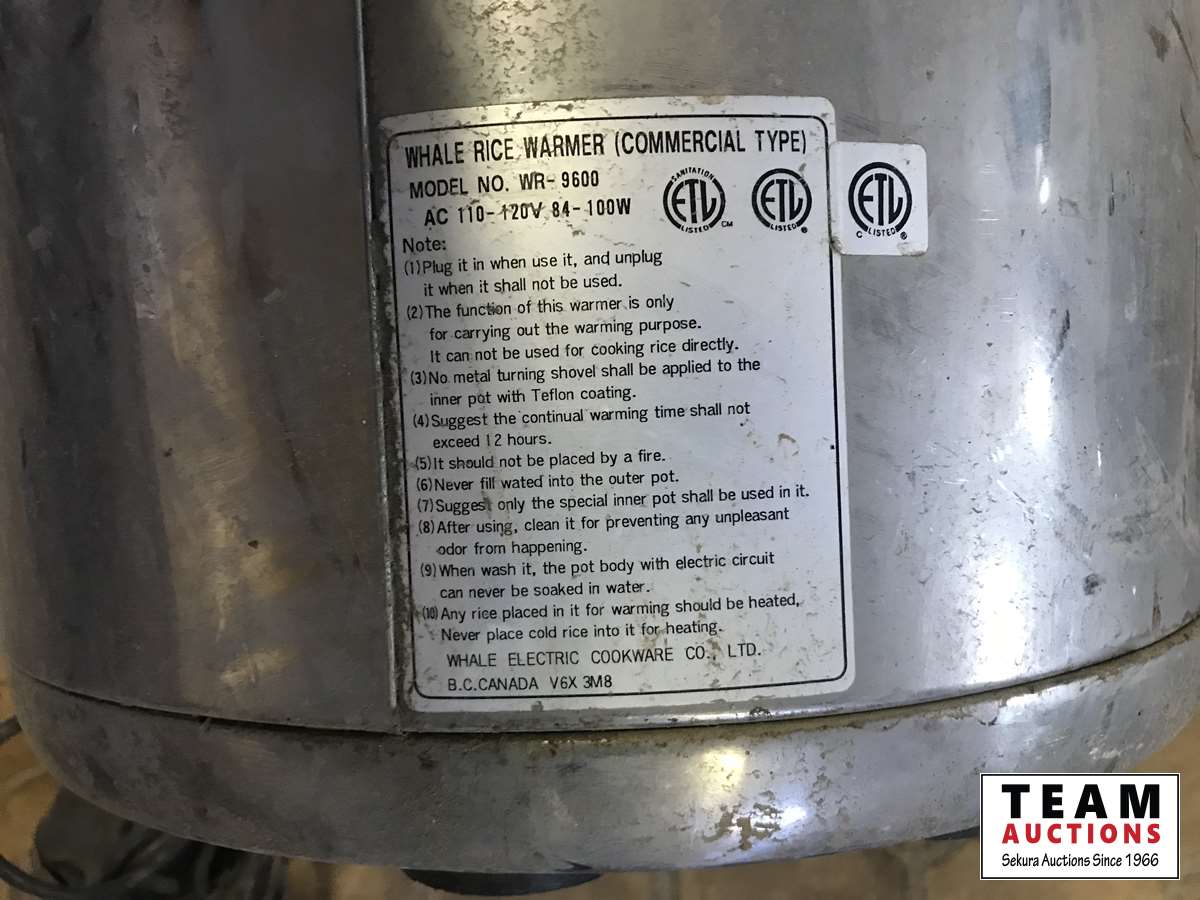 WHALE RICE WARMER (COMMERCIAL TYPE)
MODEL NO. WR-9600
AC 110-120V 84-100W
SANITATION
ETL
LISTED
CM
ETL
LISTED
®
ETL
C LISTED ®
Note:
(1)Plug it in when use it, and unplug
it when it shall not be used.
(2)The function of this warmer is only
for carrying out the warming purpose.
It can not be used for cooking rice directly.
(3)No metal turning shovel shall be applied to the
inner pot with Teflon coating.
(4)Suggest the continual warming time shall not
exceed 12 hours.
(5)It should not be placed by a fire.
(6)Never fill wated into the outer pot.
(7)Suggest only the special inner pot shall be used in it.
(8)After using, clean it for preventing any unpleasant
odor from happening.
(9)When wash it, the pot body with electric circuit
can never be soaked in water.
(10)Any rice placed in it for warming should be heated,
Never place cold rice into it for heating.
WHALE ELECTRIC COOKWARE CO., LTD.
B.C.CANADA V6X 3M8
TEAM
AUCTIONS
Sekura Auctions Since 1966